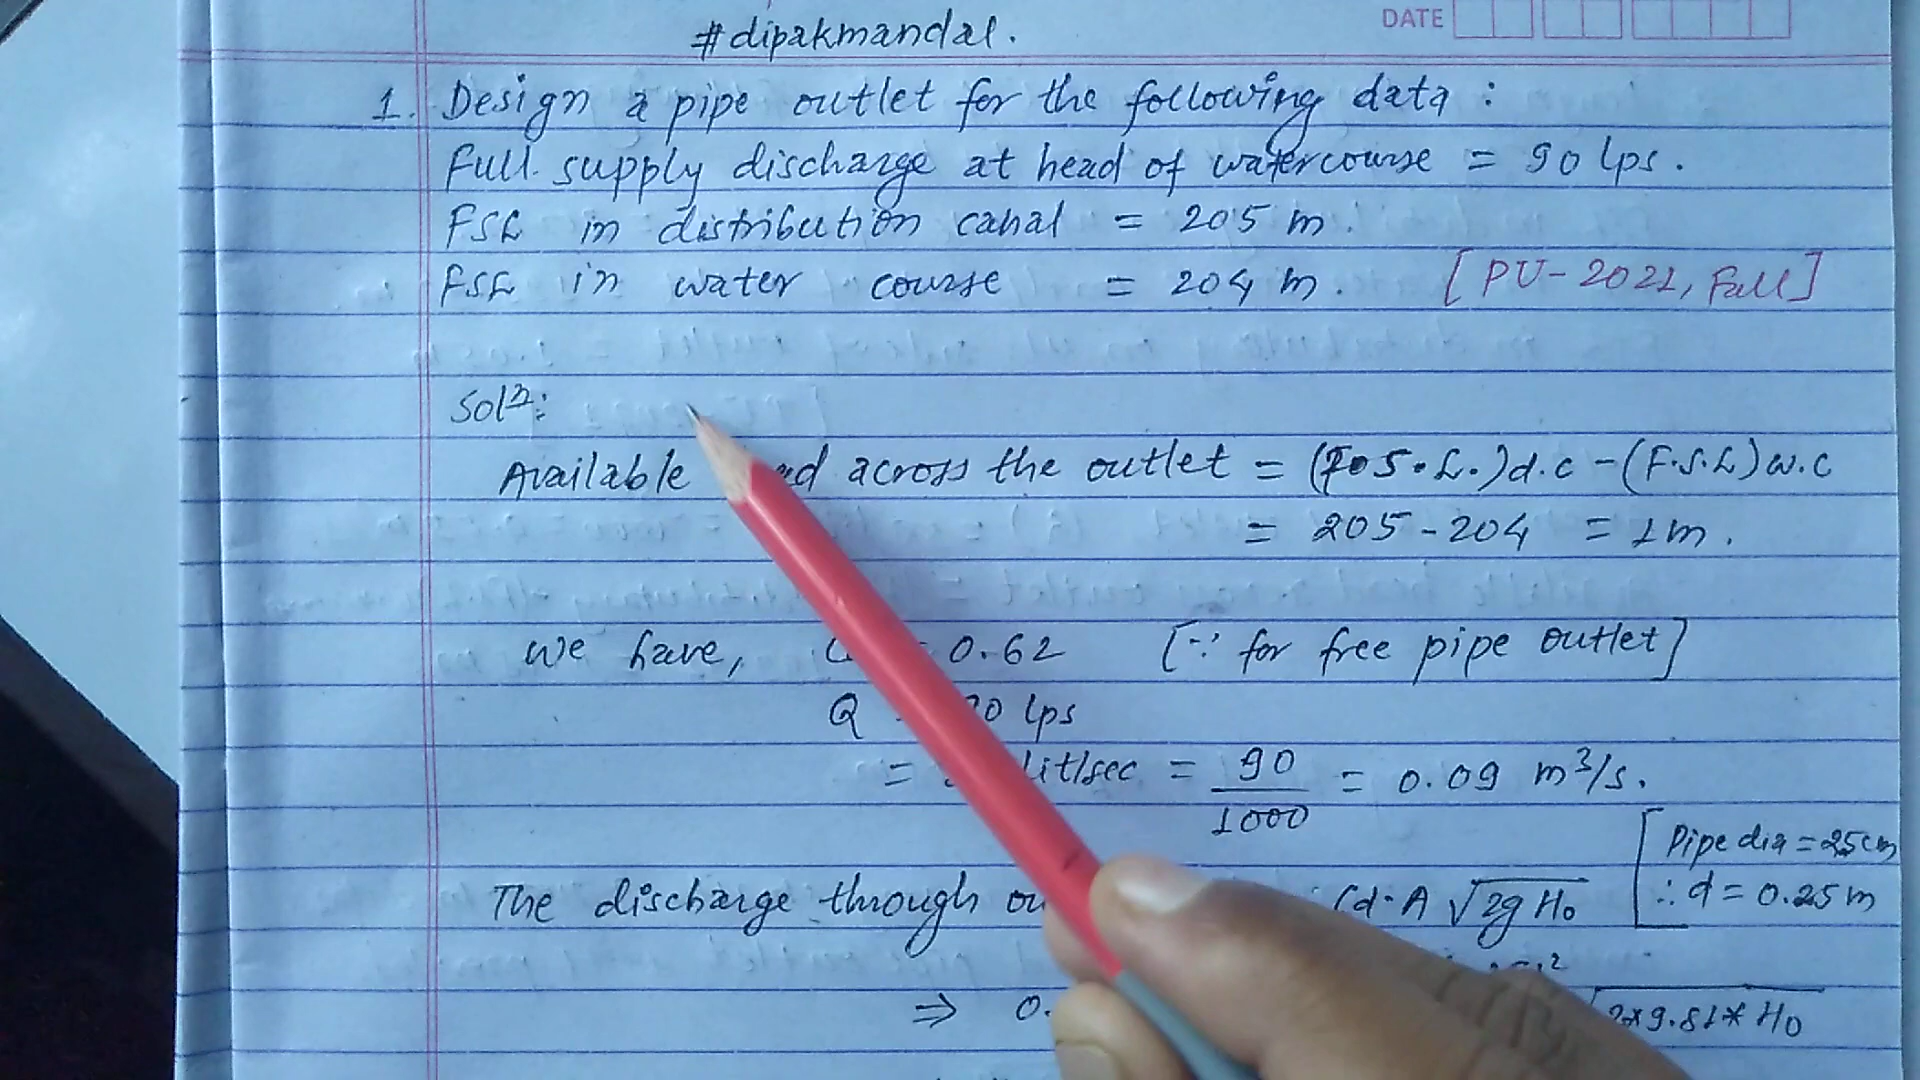 #dipakmandal.
DATE
1. Design a pipe outlet for the following data :
Full supply discharge at head of watercourse = 90 lps.
FSL in distribution canal = 205 m.
FSL in water course = 204 m. [PU-2021, Fall]
Soln:
Available across the outlet = (F.S.L.)d.c - (F.S.L)w.c
= 205 - 204 = 1m.
We have, 0.62 [∵ for free pipe outlet]
Q lps
= lit/sec = 90/1000 = 0.09 m³/s.
[Pipe dia = 25cm
∴ d = 0.25 m
The discharge through Cd.A √2gHo
⇒ 0. 2*9.81*Ho